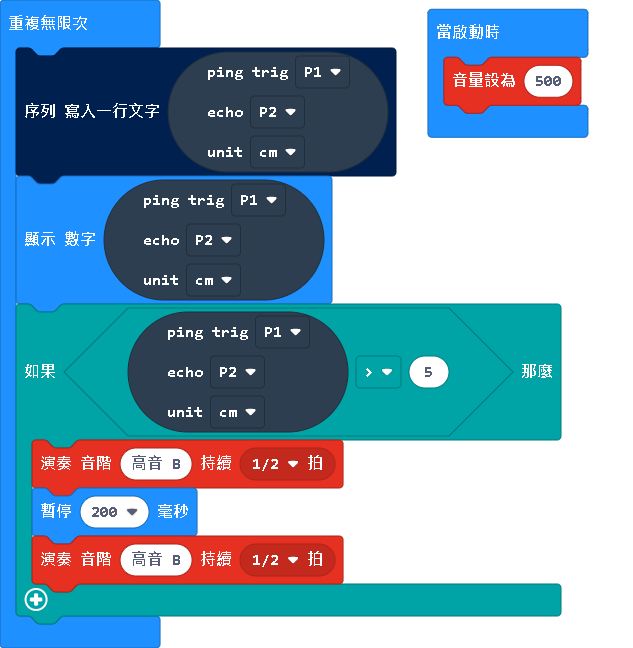 重複無限次
序列 寫入一行文字 ping trig P1
echo P2
unit cm
顯示 數字 ping trig P1
echo P2
unit cm
如果 ping trig P1
echo P2 > 5 那麼
unit cm
演奏 音階 高音 B 持續 1/2 拍
暫停 200 毫秒
演奏 音階 高音 B 持續 1/2 拍
當啟動時
音量設為 500